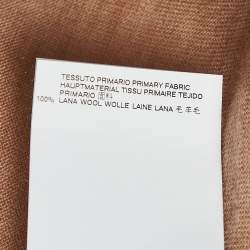 TESSUTO PRIMARIO PRIMARY FABRIC
HAUPTMATERIAL TISSU PRIMAIRE TEJIDO
PRIMARIO 面料
100% LANA WOOL WOLLE LAINE LANA 毛 羊毛